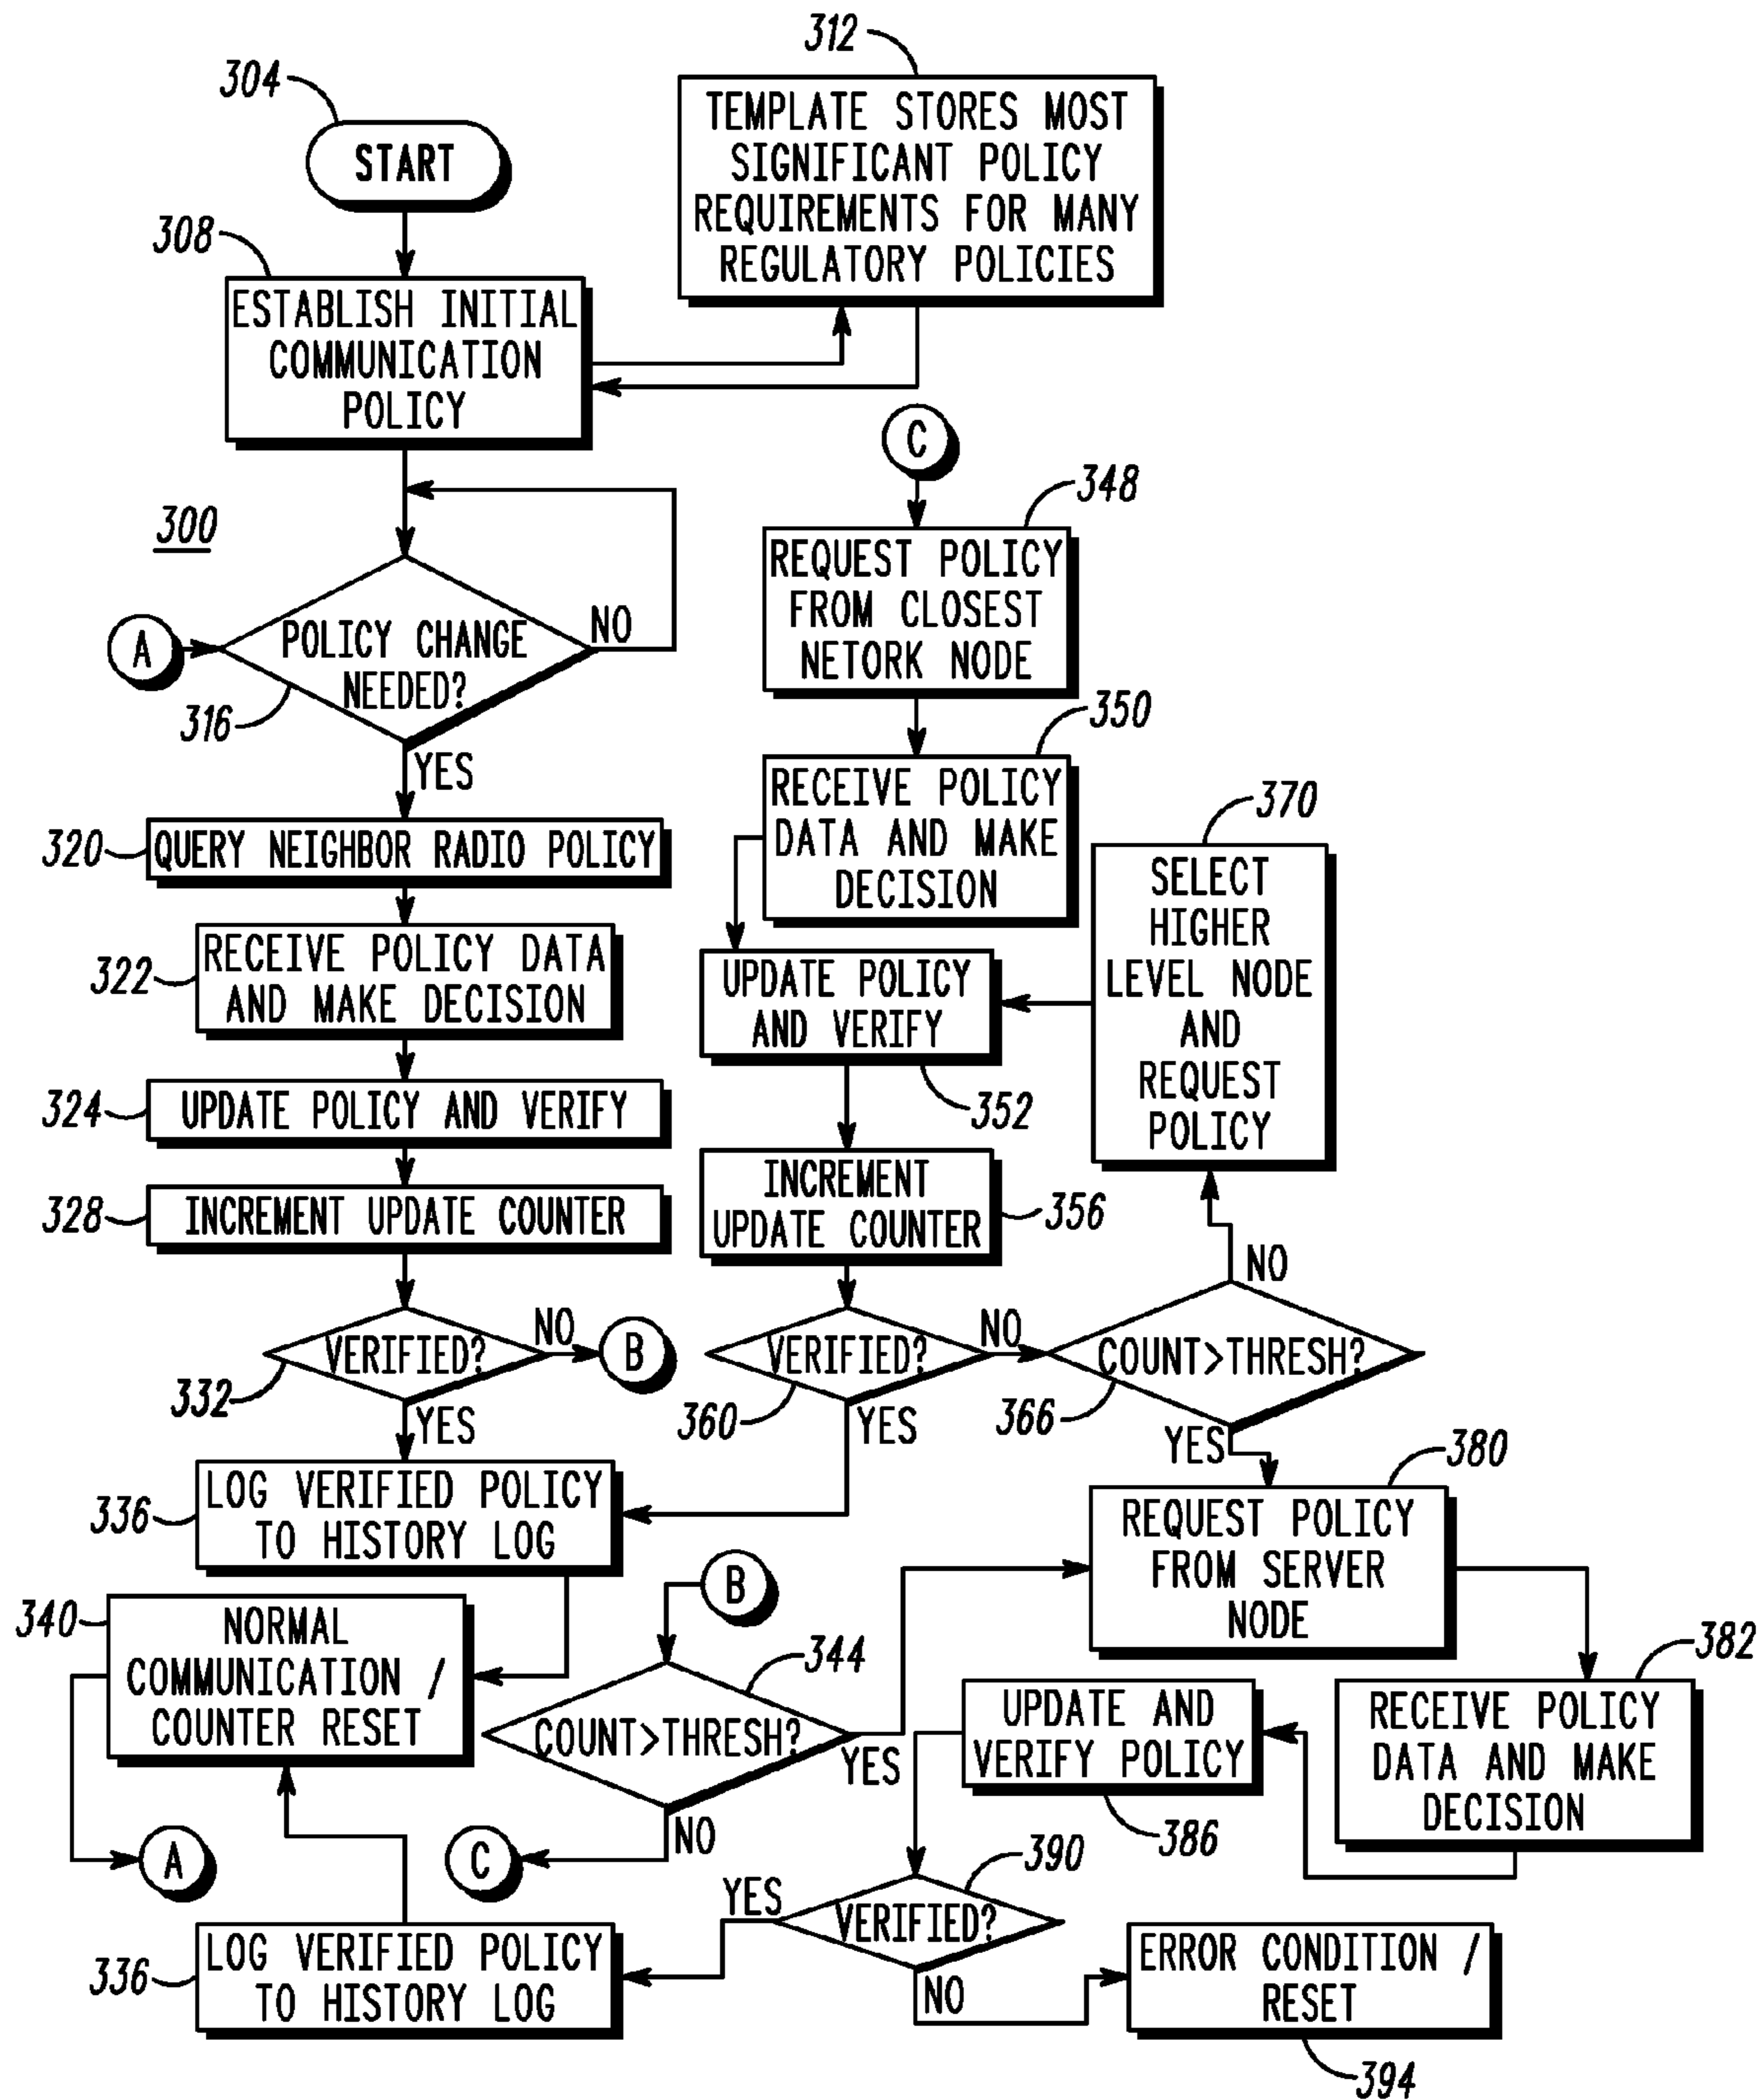 312
TEMPLATE STORES MOST
SIGNIFICANT POLICY
REQUIREMENTS FOR MANY
REGULATORY POLICIES
304
START
308
ESTABLISH INITIAL
COMMUNICATION
POLICY
300
A
POLICY CHANGE
NEEDED?
NO
316
YES
320
QUERY NEIGHBOR RADIO POLICY
322
RECEIVE POLICY DATA
AND MAKE DECISION
324
UPDATE POLICY AND VERIFY
328
INCREMENT UPDATE COUNTER
VERIFIED?
NO
B
332
YES
336
LOG VERIFIED POLICY
TO HISTORY LOG
340
NORMAL
COMMUNICATION /
COUNTER RESET
A
C
348
REQUEST POLICY
FROM CLOSEST
NETORK NODE
350
RECEIVE POLICY
DATA AND MAKE
DECISION
370
SELECT
HIGHER
LEVEL NODE
AND
REQUEST
POLICY
UPDATE POLICY
AND VERIFY
352
INCREMENT
UPDATE COUNTER
356
VERIFIED?
NO
360
YES
COUNT>THRESH?
NO
366
YES
380
REQUEST POLICY
FROM SERVER
NODE
B
344
COUNT>THRESH?
YES
NO
C
382
RECEIVE POLICY
DATA AND MAKE
DECISION
UPDATE AND
VERIFY POLICY
386
390
VERIFIED?
YES
NO
336
LOG VERIFIED POLICY
TO HISTORY LOG
ERROR CONDITION /
RESET
394